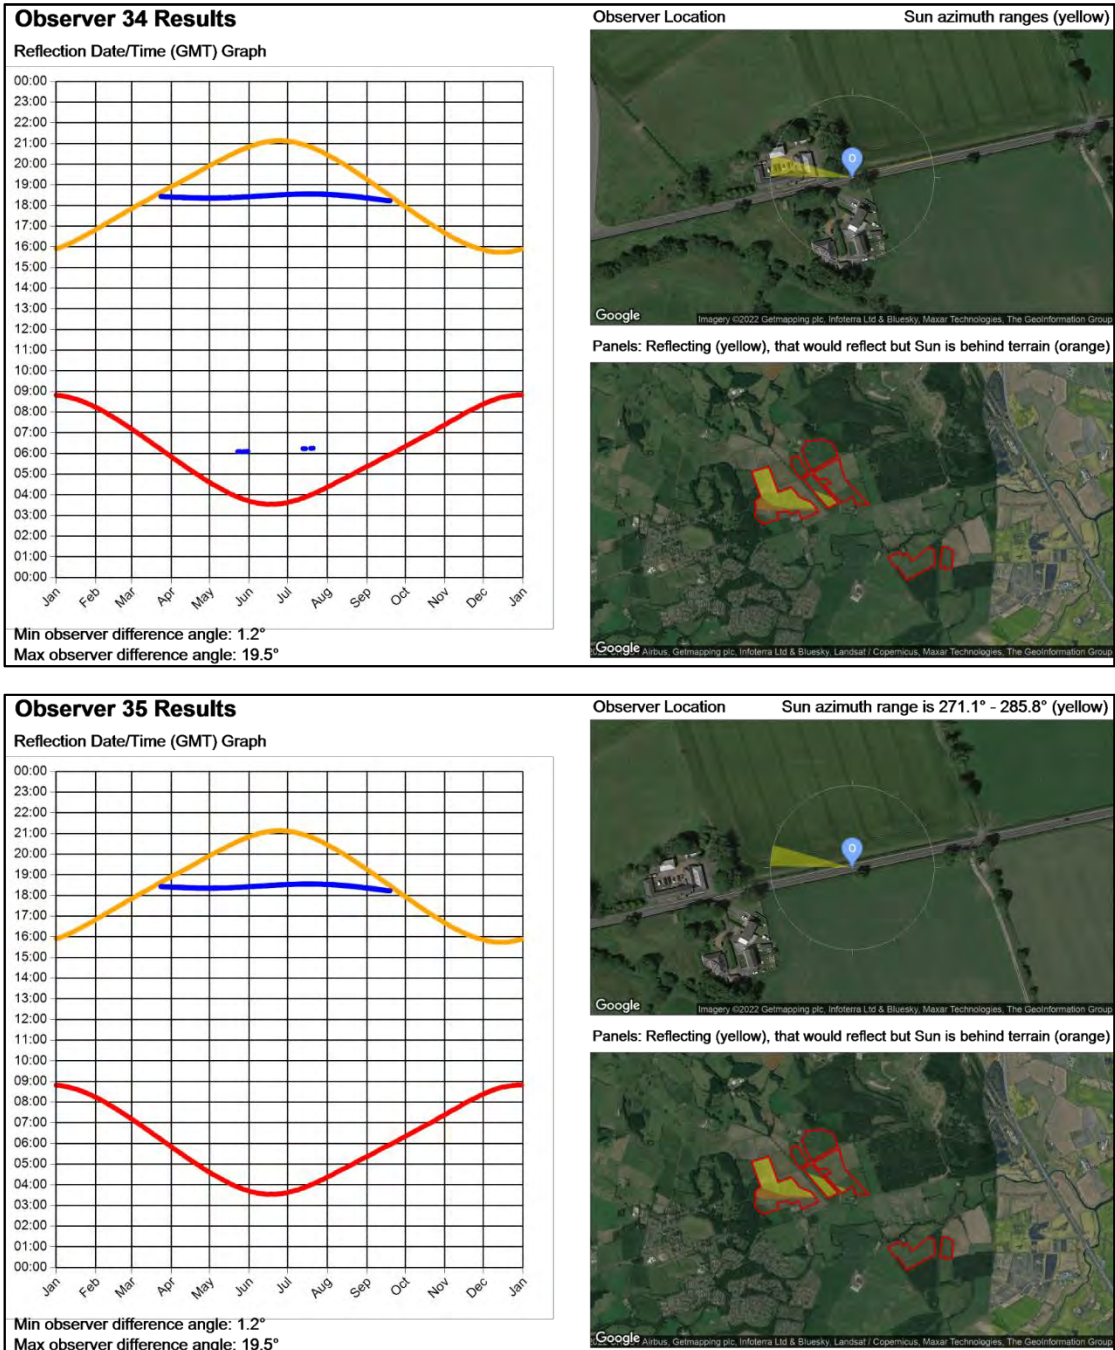 Observer 34 Results
Reflection Date/Time (GMT) Graph
00:00
23:00
22:00
21:00
20:00
19:00
18:00
17:00
16:00
15:00
14:00
13:00
12:00
11:00
10:00
09:00
08:00
07:00
06:00
05:00
04:00
03:00
02:00
01:00
00:00
Jan Feb Mar Apr May Jun Jul Aug Sep Oct Nov Dec Jan
Min observer difference angle: 1.2°
Max observer difference angle: 19.5°
Observer Location Sun azimuth ranges (yellow)
O
Google
Imagery ©2022 Getmapping plc, Infoterra Ltd & Bluesky, Maxar Technologies, The GeoInformation Group
Panels: Reflecting (yellow), that would reflect but Sun is behind terrain (orange)
Google
Airbus, Getmapping plc, Infoterra Ltd & Bluesky, Landsat / Copernicus, Maxar Technologies, The GeoInformation Group
Observer 35 Results
Reflection Date/Time (GMT) Graph
00:00
23:00
22:00
21:00
20:00
19:00
18:00
17:00
16:00
15:00
14:00
13:00
12:00
11:00
10:00
09:00
08:00
07:00
06:00
05:00
04:00
03:00
02:00
01:00
00:00
Jan Feb Mar Apr May Jun Jul Aug Sep Oct Nov Dec Jan
Min observer difference angle: 1.2°
Max observer difference angle: 19.5°
Observer Location Sun azimuth range is 271.1° - 285.8° (yellow)
O
Google
Imagery ©2022 Getmapping plc, Infoterra Ltd & Bluesky, Maxar Technologies, The GeoInformation Group
Panels: Reflecting (yellow), that would reflect but Sun is behind terrain (orange)
Google
Airbus, Getmapping plc, Infoterra Ltd & Bluesky, Landsat / Copernicus, Maxar Technologies, The GeoInformation Group